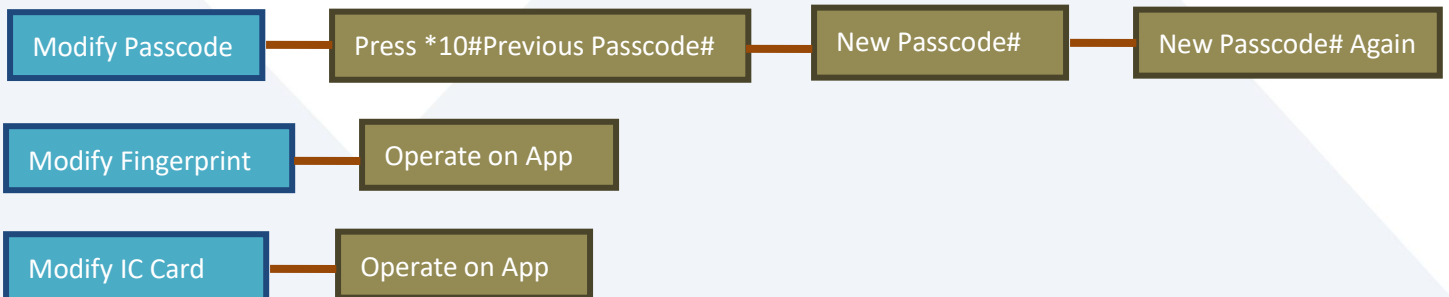 Modify Passcode
Press *10#Previous Passcode#
New Passcode#
New Passcode# Again
Modify Fingerprint
Operate on App
Modify IC Card
Operate on App